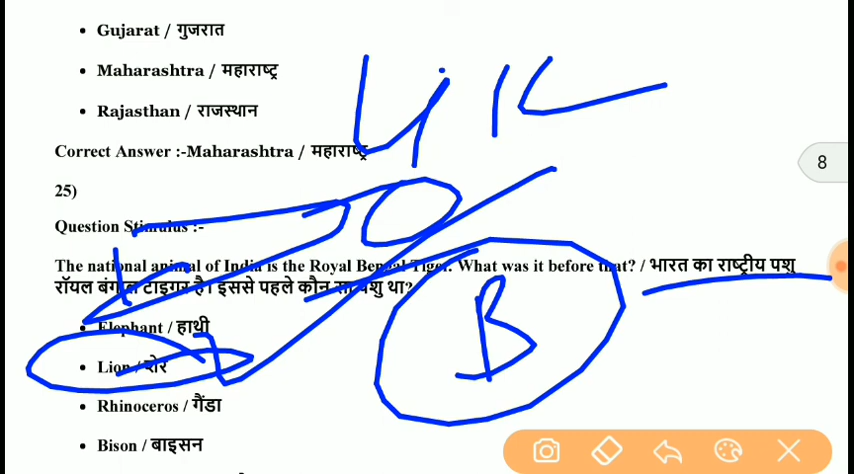 • Gujarat / गुजरात
• Maharashtra / महाराष्ट्र
• Rajasthan / राजस्थान
Correct Answer :-Maharashtra / महाराष्ट्र
8
25)
Question Stimulus :-
The national animal of India is the Royal Bengal Tiger. What was it before that? / भारत का राष्ट्रीय पशु
रॉयल बंगाल टाइगर है। इससे पहले कौन सा पशु था?
• Elephant / हाथी
• Lion / शेर
• Rhinoceros / गैंडा
• Bison / बाइसन
B